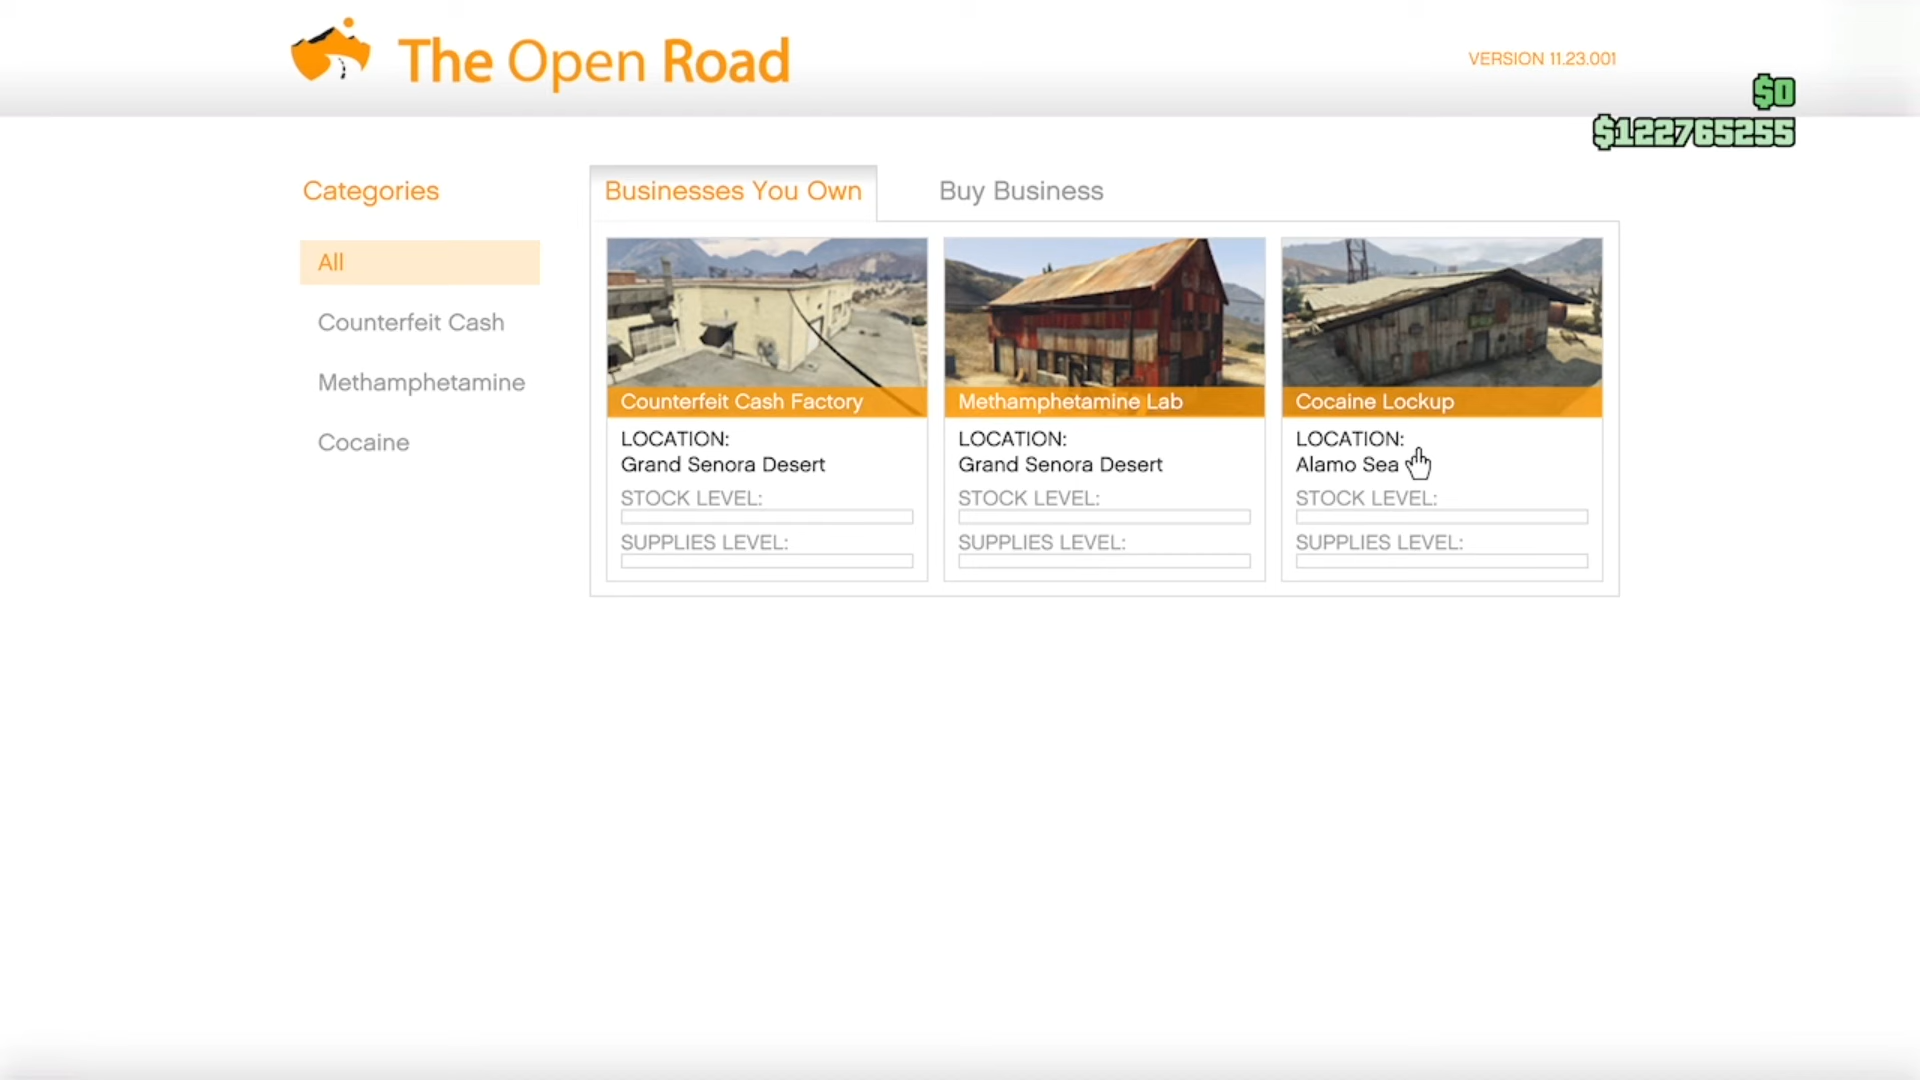 The Open Road
VERSION 11.23.001
$0
$122765255
Categories
All
Counterfeit Cash
Methamphetamine
Cocaine
Businesses You Own
Buy Business
Counterfeit Cash Factory
LOCATION:
Grand Senora Desert
STOCK LEVEL:
SUPPLIES LEVEL:
Methamphetamine Lab
LOCATION:
Grand Senora Desert
STOCK LEVEL:
SUPPLIES LEVEL:
Cocaine Lockup
LOCATION:
Alamo Sea
STOCK LEVEL:
SUPPLIES LEVEL: